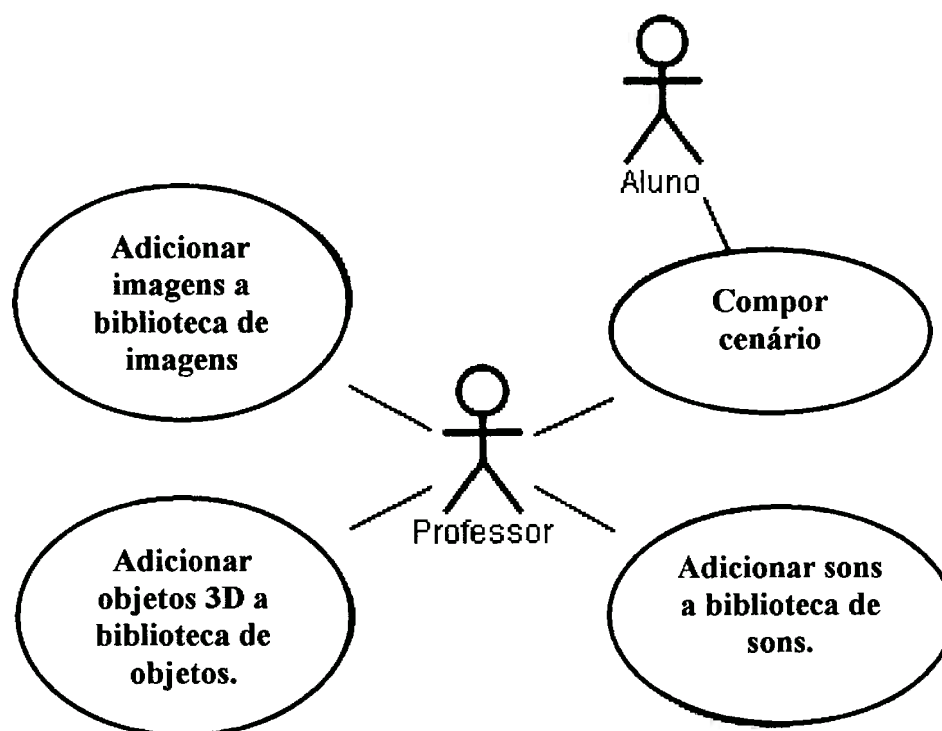 Aluno
Adicionar
imagens a
biblioteca de
imagens
Compor
cenário
Professor
Adicionar
objetos 3D a
biblioteca de
objetos.
Adicionar sons
a biblioteca de
sons.